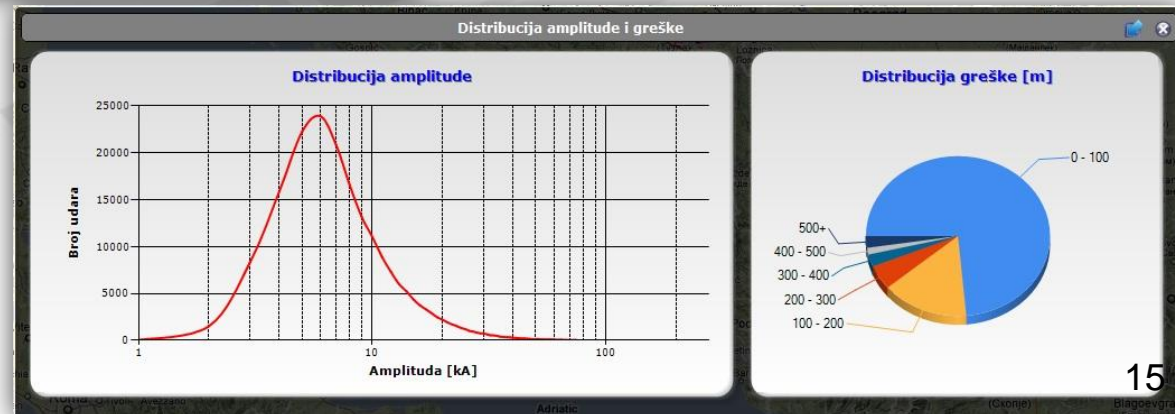 Distribucija amplitude i greške
Distribucija amplitude
25000
20000
15000
10000
5000
0
Broj udara
1
10
100
Amplituda [kA]
Distribucija greške [m]
0 - 100
500+
400 - 500
300 - 400
200 - 300
100 - 200
15
Adriatic